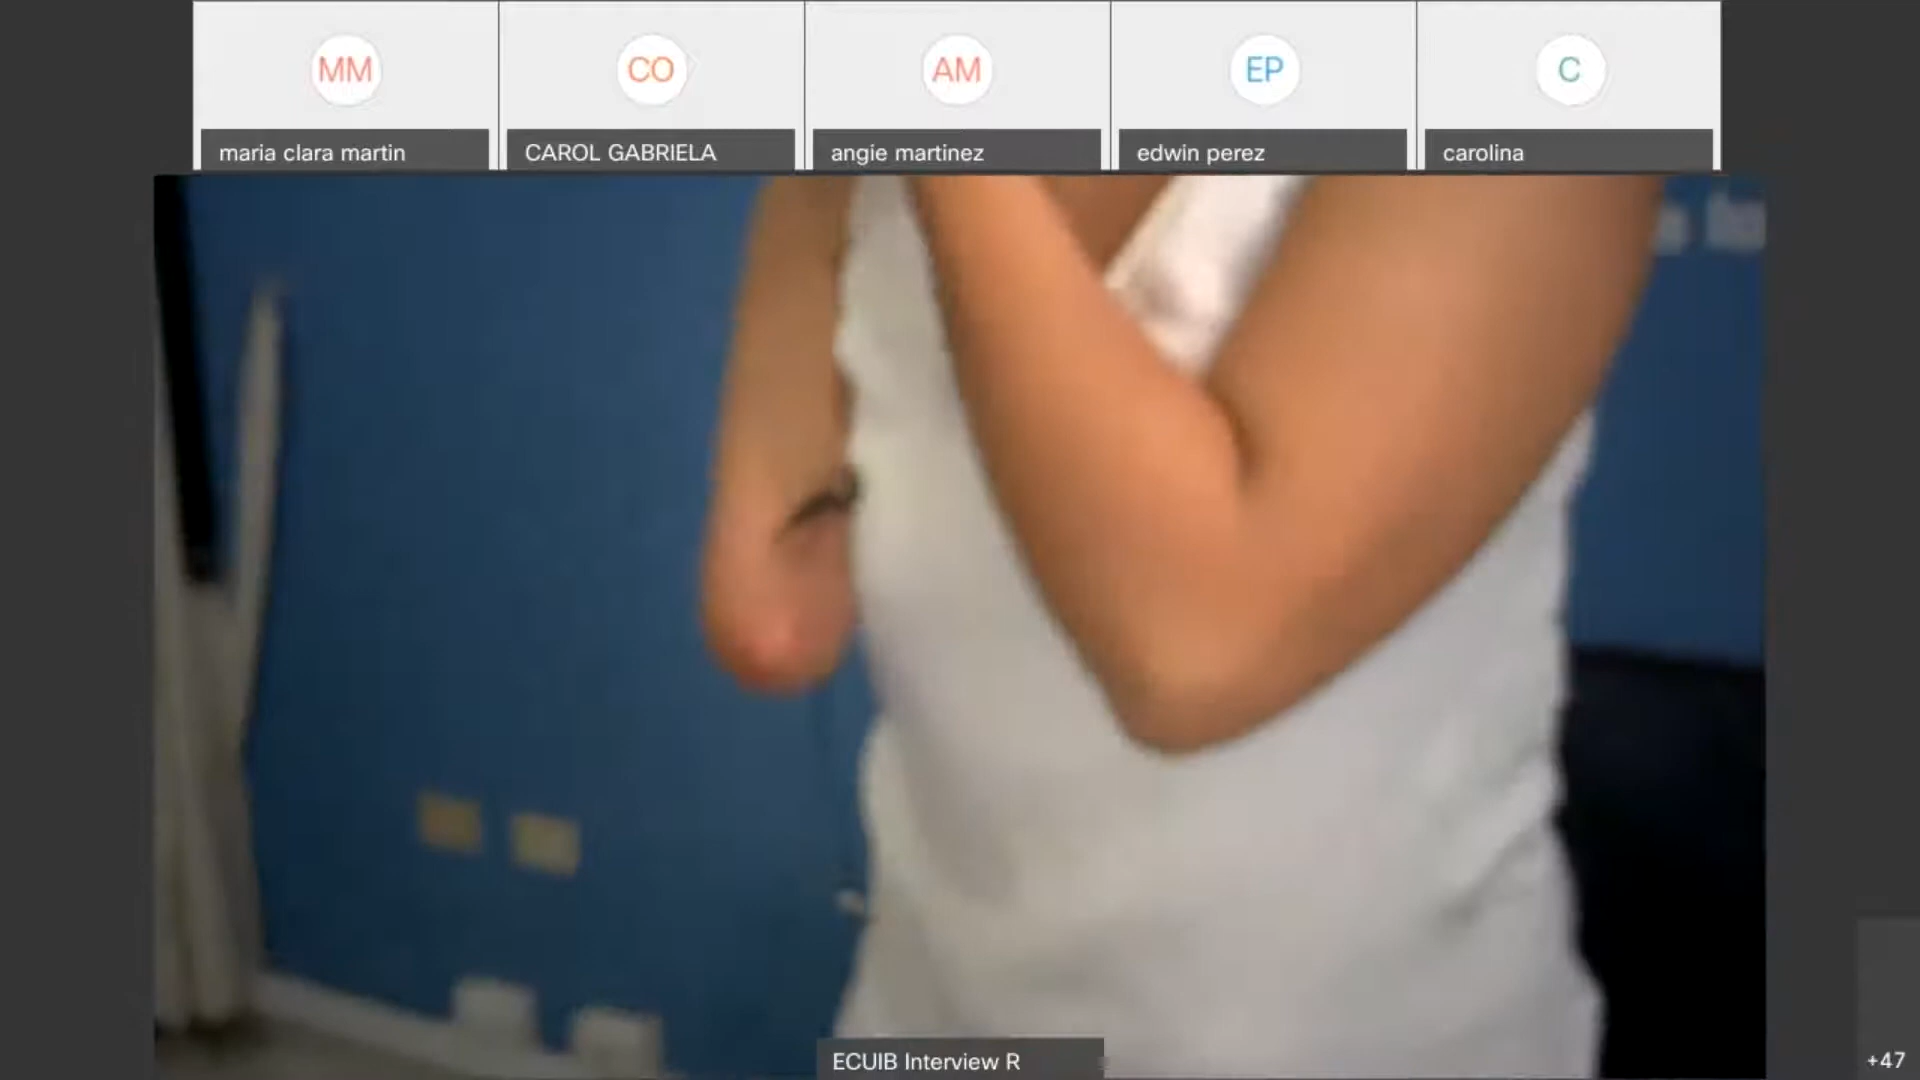 MM
CO
AM
EP
C
maria clara martin
CAROL GABRIELA
angie martinez
edwin perez
carolina
ECUIB Interview R
+47